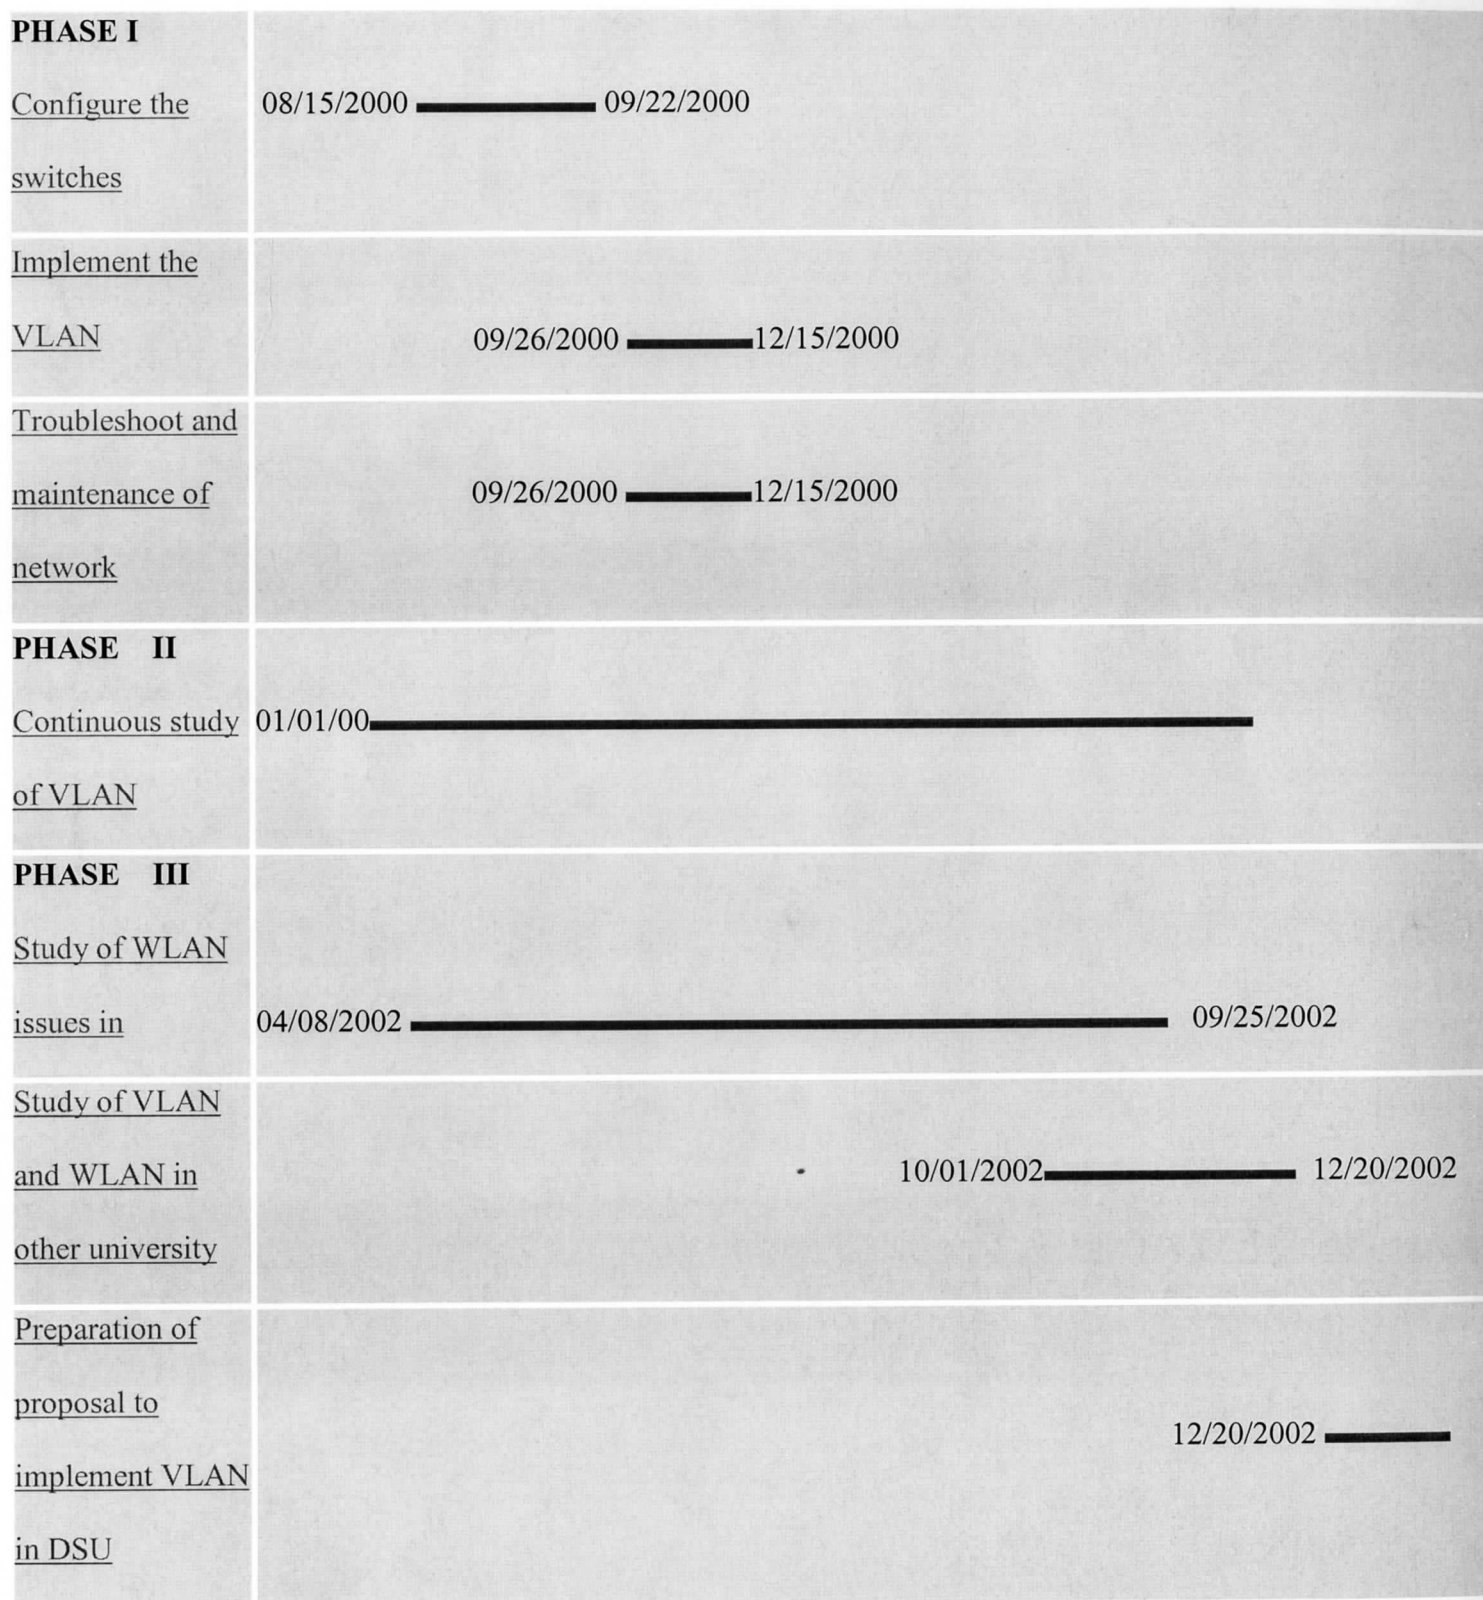 PHASE I
Configure the 08/15/2000 09/22/2000
switches
Implement the
VLAN 09/26/2000 12/15/2000
Troubleshoot and
maintenance of 09/26/2000 12/15/2000
network
PHASE II
Continuous study 01/01/00
of VLAN
PHASE III
Study of WLAN
issues in 04/08/2002 09/25/2002
Study of VLAN
and WLAN in 10/01/2002 12/20/2002
other university
Preparation of
proposal to
12/20/2002
implement VLAN
in DSU